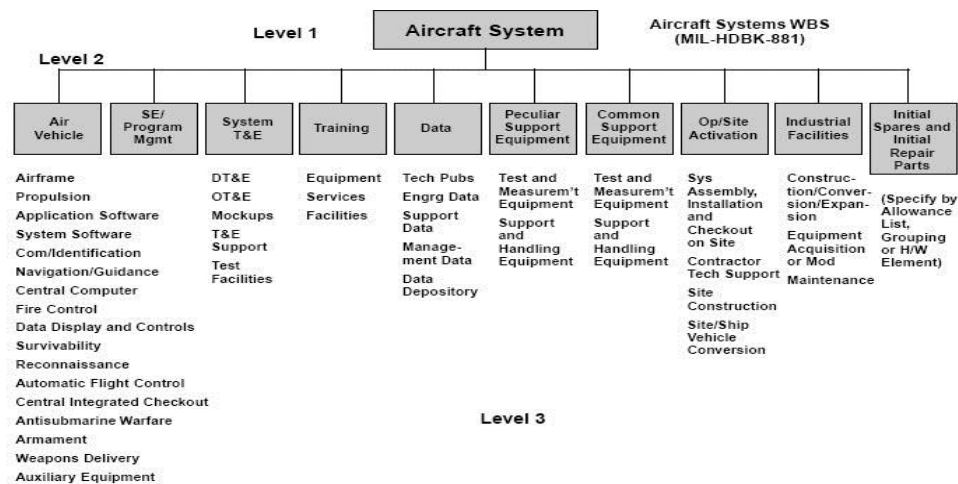 Level 1
Aircraft System
Aircraft Systems WBS
(MIL-HDBK-881)
Level 2
Air
Vehicle
SE/
Program
Mgmt
System
T&E
Training
Data
Peculiar
Support
Equipment
Common
Support
Equipment
Op/Site
Activation
Industrial
Facilities
Initial
Spares and
Initial
Repair
Parts
Airframe
Propulsion
Application Software
System Software
Com/Identification
Navigation/Guidance
Central Computer
Fire Control
Data Display and Controls
Survivability
Reconnaissance
Automatic Flight Control
Central Integrated Checkout
Antisubmarine Warfare
Armament
Weapons Delivery
Auxiliary Equipment
DT&E
OT&E
Mockups
T&E
Support
Test
Facilities
Equipment
Services
Facilities
Tech Pubs
Engrg Data
Support
Data
Manage-
ment Data
Data
Depository
Test and
Measurem't
Equipment
Support
and
Handling
Equipment
Test and
Measurem't
Equipment
Support
and
Handling
Equipment
Sys
Assembly,
Installation
and
Checkout
on Site
Contractor
Tech Support
Site
Construction
Site/Ship
Vehicle
Conversion
Construc-
tion/Conver-
sion/Expan-
sion
Equipment
Acquisition
or Mod
Maintenance
(Specify by
Allowance
List,
Grouping
or H/W
Element)
Level 3